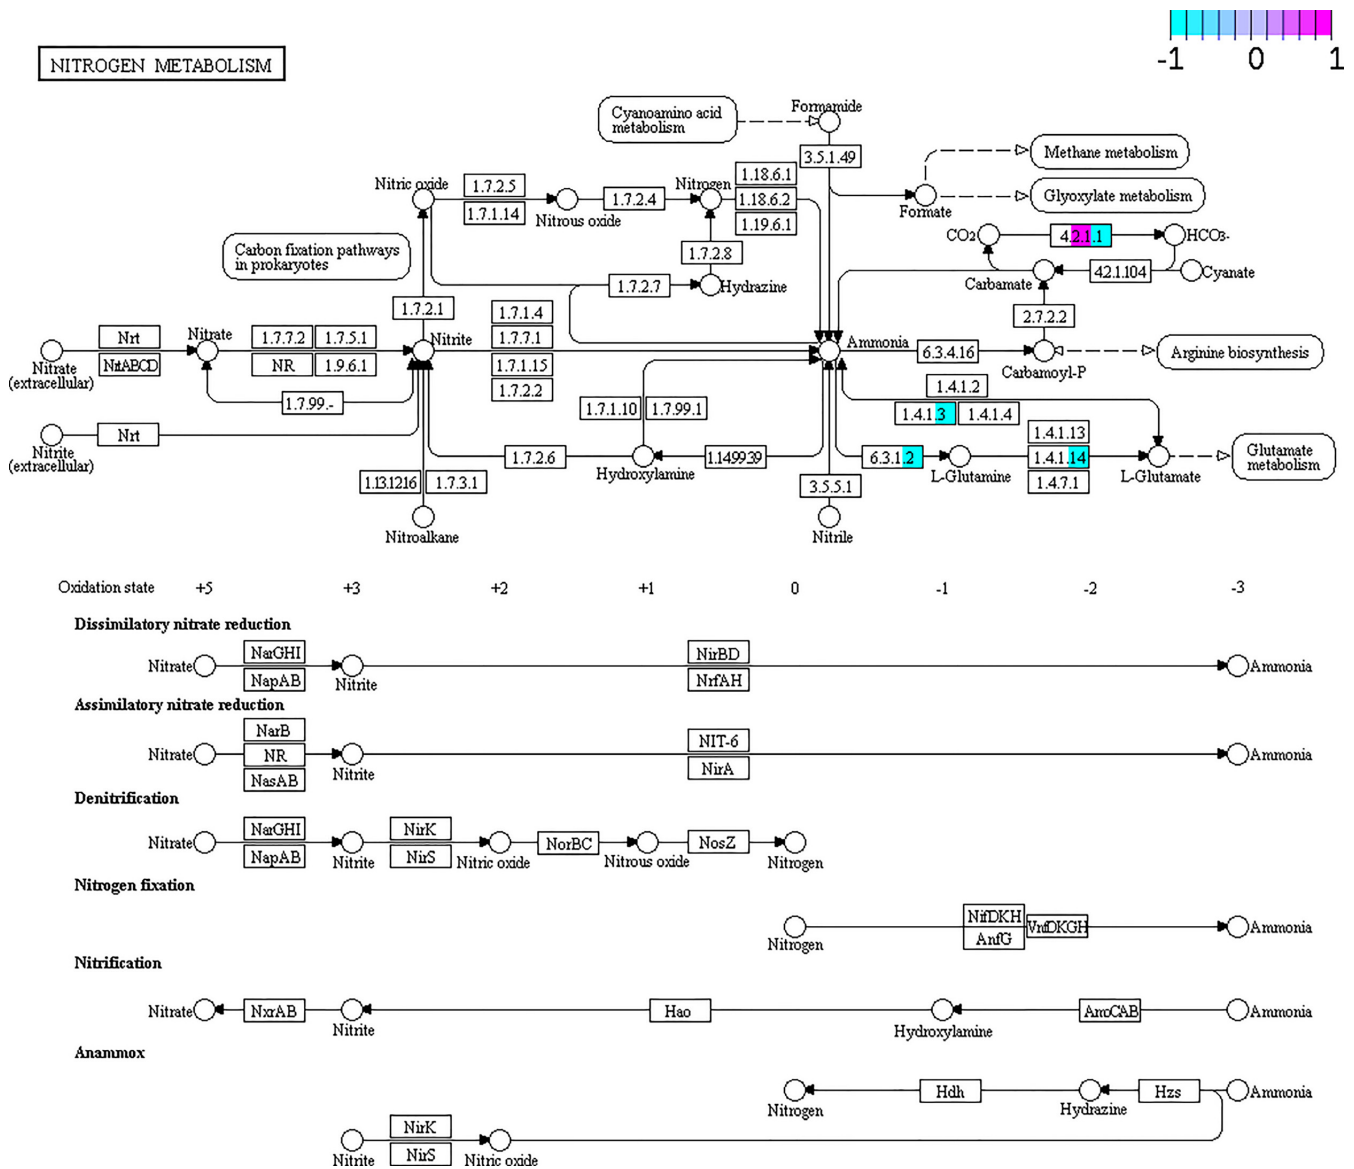 -1 0 1
NITROGEN METABOLISM
Cyanoamino acid
metabolism
Formamide
3.5.1.49
Methane metabolism
Glyoxylate metabolism
Formate
Nitric oxide
1.7.2.5
1.7.1.14
Nitrous oxide
1.7.2.4
Nitrogen
1.18.6.1
1.18.6.2
1.19.6.1
CO2
4.2.1.1
HCO3-
Carbon fixation pathways
in prokaryotes
1.7.2.8
1.7.2.7
Hydrazine
Carbamate
4.2.1.104
Cyanate
1.7.2.1
2.7.2.2
Nrt
NrtABCD
Nitrate
(extracellular)
Nitrate
1.7.7.2
1.7.5.1
NR
1.9.6.1
1.7.99.-
Nitrite
1.7.1.4
1.7.7.1
1.7.1.15
1.7.2.2
Ammonia
6.3.4.16
Carbamoyl-P
Arginine biosynthesis
1.4.1.2
1.4.1.3
1.4.1.4
1.7.1.10
1.7.99.1
Nrt
Nitrite
(extracellular)
1.7.2.6
Hydroxylamine
1.14.99.39
6.3.1.2
L-Glutamine
1.4.1.13
1.4.1.14
1.4.7.1
L-Glutamate
Glutamate
metabolism
1.13.12.16
1.7.3.1
3.5.5.1
Nitroalkane
Nitrile
Oxidation state +5 +3 +2 +1 0 -1 -2 -3
Dissimilatory nitrate reduction
NarGHI
NirBD
Nitrate
Ammonia
NapAB
Nitrite
NrfAH
Assimilatory nitrate reduction
NarB
NIT-6
Nitrate
NR
Ammonia
Nitrite
NasAB
NirA
Denitrification
NarGHI
NirK
Nitrate
NorBC
NosZ
NapAB
Nitrite
NirS
Nitric oxide
Nitrous oxide
Nitrogen
Nitrogen fixation
NifDKH
VnfDKGH
Ammonia
Nitrogen
AnfG
Nitrification
Nitrate
NxrAB
Hao
AmoCAB
Ammonia
Nitrite
Hydroxylamine
Anammox
Hdh
Hzs
Ammonia
Nitrogen
Hydrazine
NirK
Nitrite
NirS
Nitric oxide